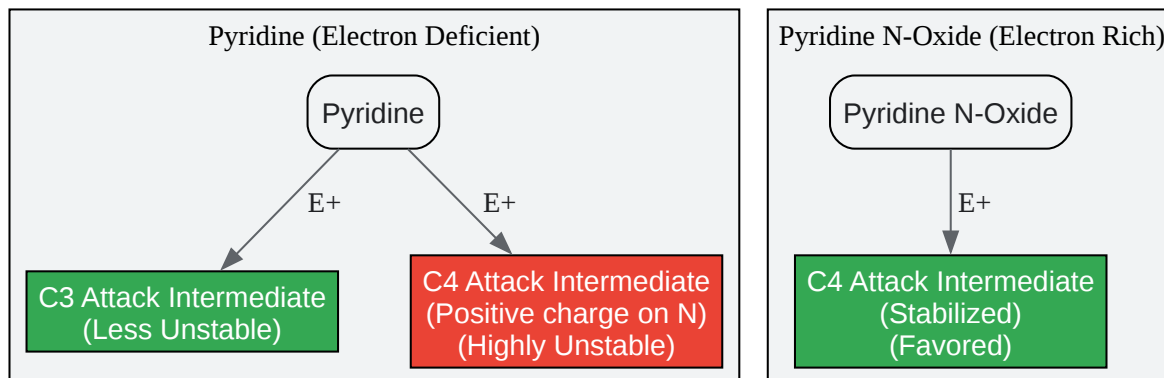 Pyridine (Electron Deficient)
Pyridine
E+
E+
C3 Attack Intermediate
(Less Unstable)
C4 Attack Intermediate
(Positive charge on N)
(Highly Unstable)
Pyridine N-Oxide (Electron Rich)
Pyridine N-Oxide
E+
C4 Attack Intermediate
(Stabilized)
(Favored)